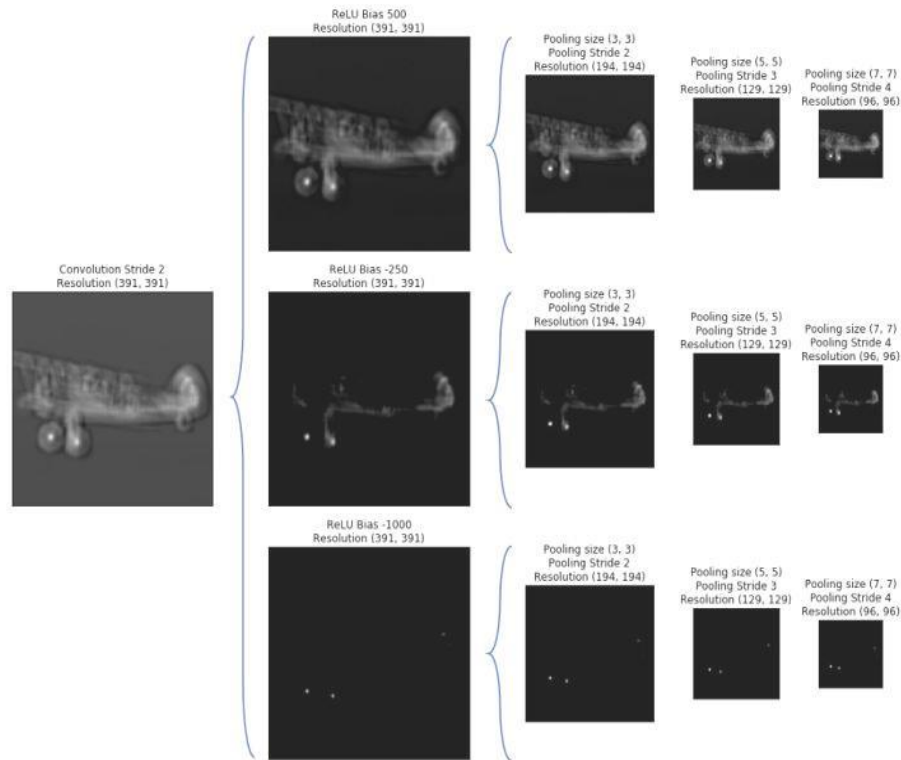 ReLU Bias 500
Resolution (391, 391)
Pooling size (3, 3)
Pooling Stride 2
Resolution (194, 194)
Pooling size (5, 5)
Pooling Stride 3
Resolution (129, 129)
Pooling size (7, 7)
Pooling Stride 4
Resolution (96, 96)
Convolution Stride 2
Resolution (391, 391)
ReLU Bias -250
Resolution (391, 391)
Pooling size (3, 3)
Pooling Stride 2
Resolution (194, 194)
Pooling size (5, 5)
Pooling Stride 3
Resolution (129, 129)
Pooling size (7, 7)
Pooling Stride 4
Resolution (96, 96)
ReLU Bias -1000
Resolution (391, 391)
Pooling size (3, 3)
Pooling Stride 2
Resolution (194, 194)
Pooling size (5, 5)
Pooling Stride 3
Resolution (129, 129)
Pooling size (7, 7)
Pooling Stride 4
Resolution (96, 96)